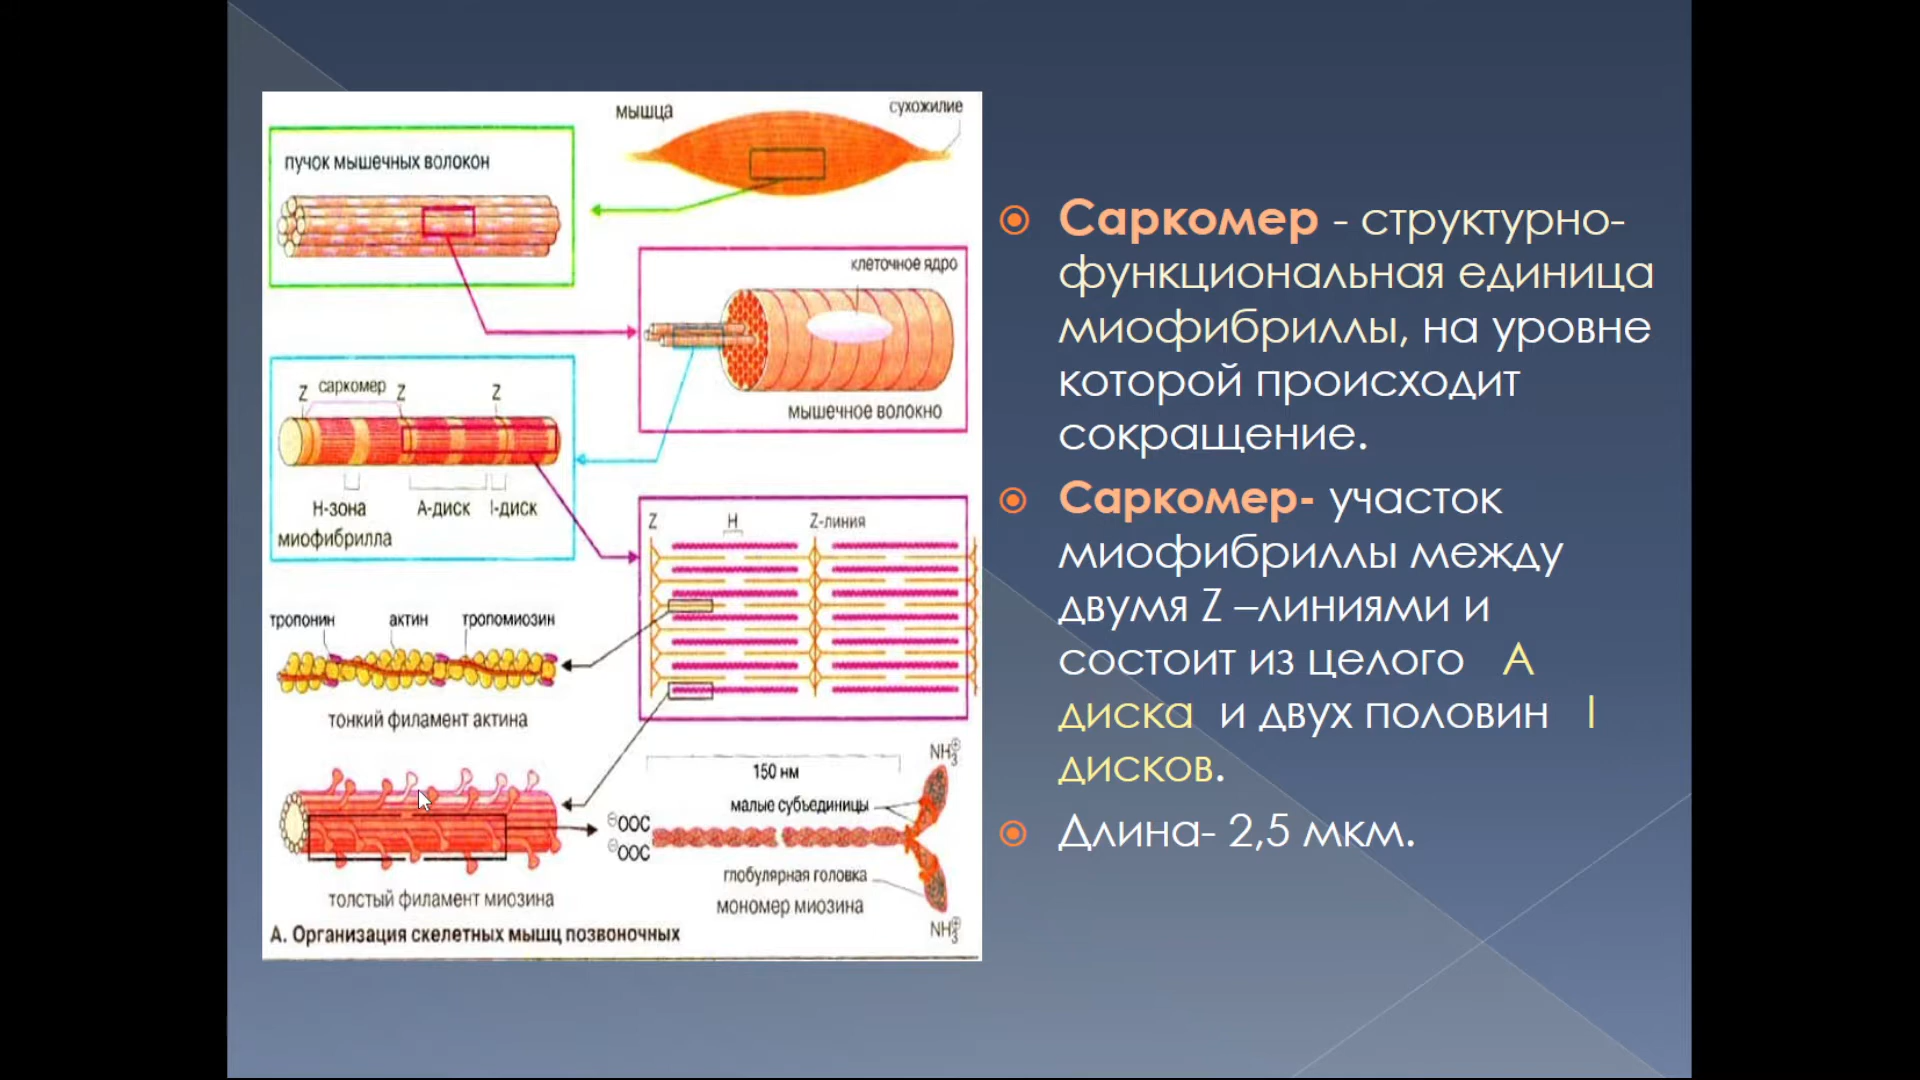 мышца
сухожилие
пучок мышечных волокон
клеточное ядро
мышечное волокно
Z саркомер Z Z
Н-зона А-диск I-диск
миофибрилла
Z H Z-линия
тропонин актин тропомиозин
тонкий филамент актина
150 нм
малые субъединицы
NH3⊕
⊖OOC
⊖OOC
глобулярная головка
мономер миозина
NH3⊕
толстый филамент миозина
А. Организация скелетных мышц позвоночных
Саркомер - структурно-
функциональная единица
миофибриллы, на уровне
которой происходит
сокращение.
Саркомер- участок
миофибриллы между
двумя Z –линиями и
состоит из целого А
диска и двух половин I
дисков.
Длина- 2,5 мкм.